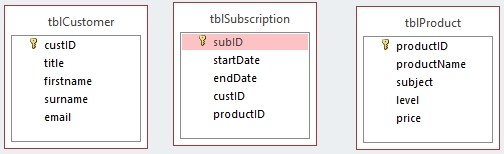 tblCustomer
custID
title
firstname
surname
email
tblSubscription
subID
startDate
endDate
custID
productID
tblProduct
productID
productName
subject
level
price